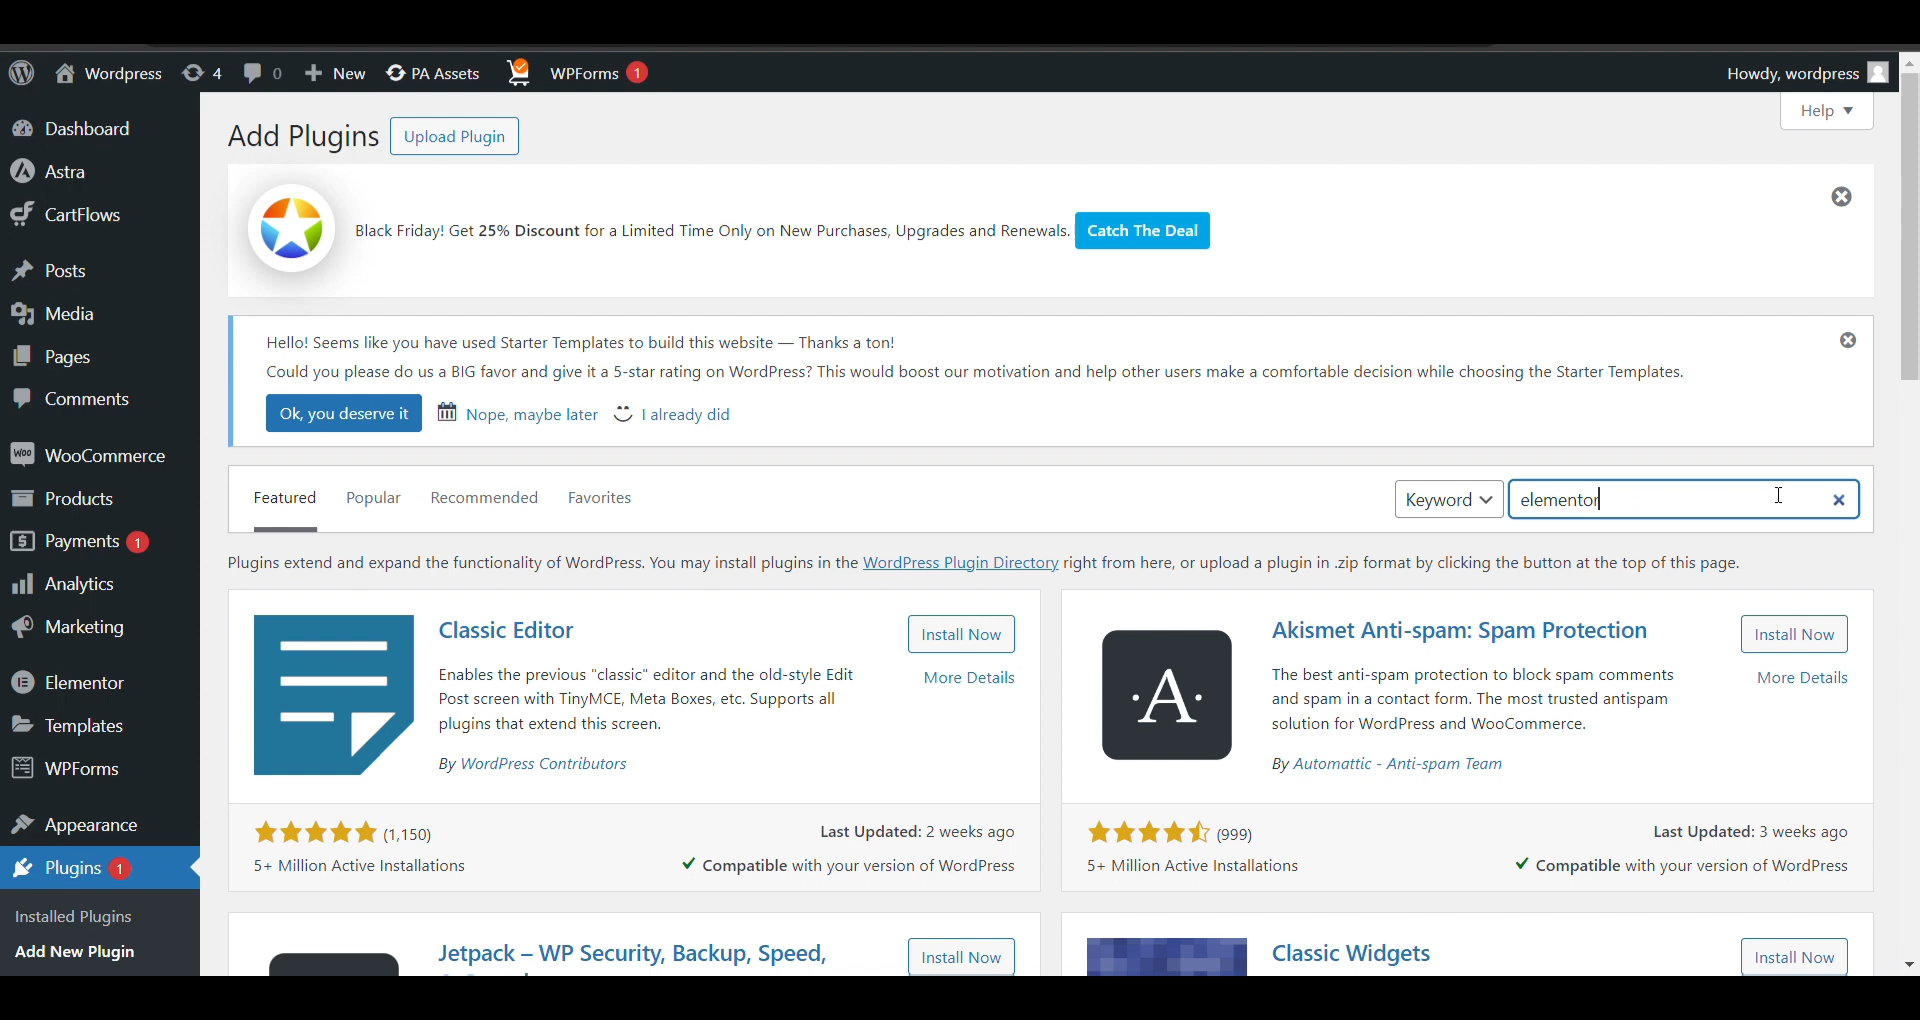 Wordpress 4 0 New PA Assets WPForms 1 Howdy, wordpress
Help
Dashboard
Astra
CartFlows
Posts
Media
Pages
Comments
Woo WooCommerce
Products
Payments 1
Analytics
Marketing
Elementor
Templates
WPForms
Appearance
Plugins 1
Installed Plugins
Add New Plugin
Add Plugins Upload Plugin
Black Friday! Get 25% Discount for a Limited Time Only on New Purchases, Upgrades and Renewals. Catch The Deal
Hello! Seems like you have used Starter Templates to build this website — Thanks a ton!
Could you please do us a BIG favor and give it a 5-star rating on WordPress? This would boost our motivation and help other users make a comfortable decision while choosing the Starter Templates.
Ok, you deserve it Nope, maybe later I already did
Featured Popular Recommended Favorites Keyword elementor
Plugins extend and expand the functionality of WordPress. You may install plugins in the WordPress Plugin Directory right from here, or upload a plugin in .zip format by clicking the button at the top of this page.
Classic Editor
Install Now
More Details
Enables the previous "classic" editor and the old-style Edit
Post screen with TinyMCE, Meta Boxes, etc. Supports all
plugins that extend this screen.
By WordPress Contributors
(1,150)
5+ Million Active Installations
Last Updated: 2 weeks ago
Compatible with your version of WordPress
·A·
Akismet Anti-spam: Spam Protection
Install Now
More Details
The best anti-spam protection to block spam comments
and spam in a contact form. The most trusted antispam
solution for WordPress and WooCommerce.
By Automattic - Anti-spam Team
(999)
5+ Million Active Installations
Last Updated: 3 weeks ago
Compatible with your version of WordPress
Jetpack – WP Security, Backup, Speed,
Install Now
Classic Widgets
Install Now